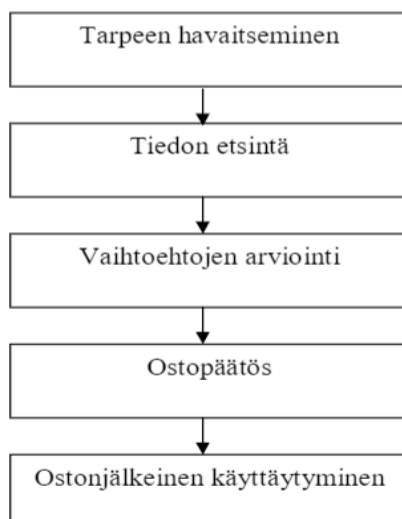 Tarpeen havaitseminen
Tiedon etsintä
Vaihtoehtojen arviointi
Ostopäätös
Ostonjälkeinen käyttäytyminen